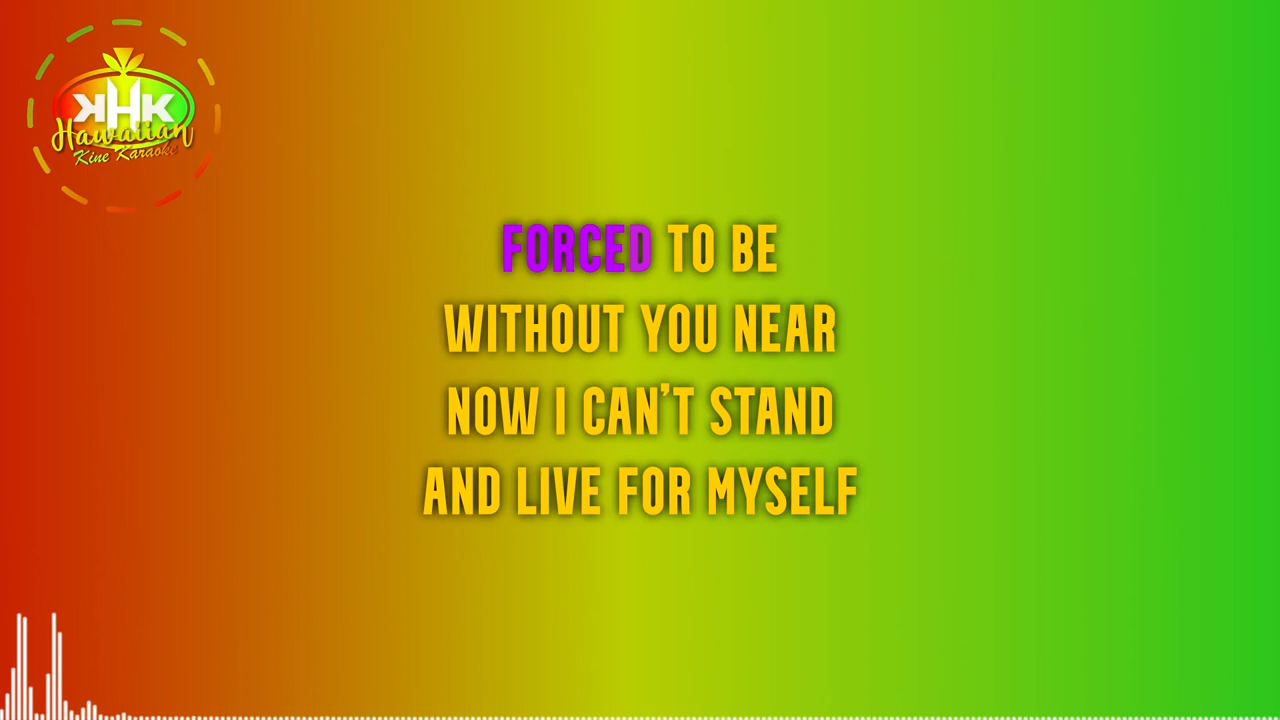 KHK
Hawaiian
Kine Karaoke
FORCED TO BE
WITHOUT YOU NEAR
NOW I CAN'T STAND
AND LIVE FOR MYSELF